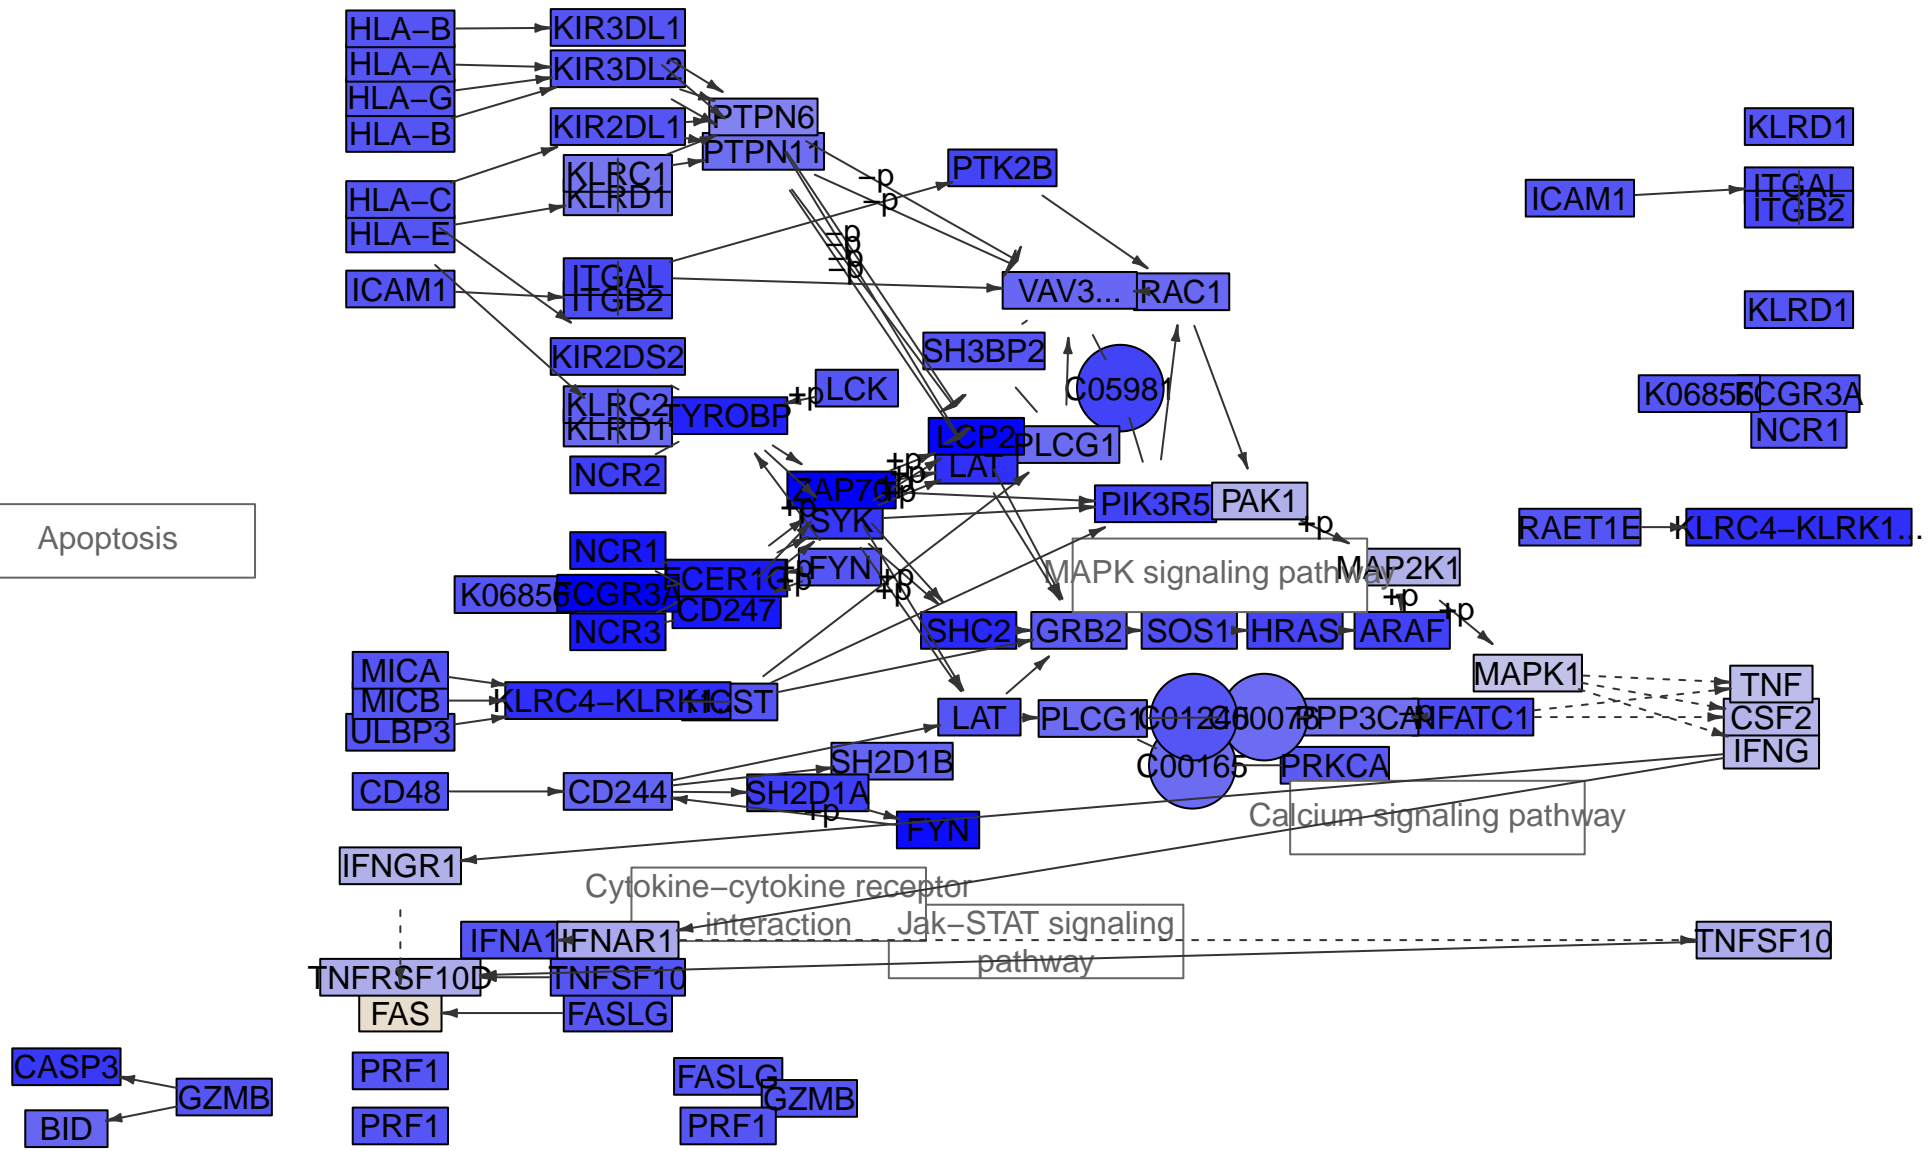 HLA−B
KIR3DL1
HLA−A
KIR3DL2
HLA−G
HLA−B
KIR2DL1
PTPN6
PTPN11
KLRC1
KLRD1
PTK2B
−p
−p
KLRD1
ITGAL
ITGB2
ICAM1
HLA−C
HLA−E
−p
−p
−p
−p
ICAM1
ITGAL
ITGB2
VAV3...
RAC1
KLRD1
KIR2DS2
SH3BP2
LCK
+p
C05981
KLRC2
KLRD1
TYROBP
K06856
FCGR3A
NCR1
LCP2
LAT
PLCG1
NCR2
+p
+p
+p
+p
ZAP70
SYK
+p
PIK3R5
PAK1
+p
RAET1E
KLRC4−KLRK1...
Apoptosis
NCR1
FCER1G
CD247
+p
+p
FYN
+p
+p
MAPK signaling pathway
MAP2K1
K06856
FCGR3A
NCR3
+p
+p
SHC2
GRB2
SOS1
HRAS
ARAF
MICA
MICB
ULBP3
KLRC4−KLRK1
HCST
MAPK1
TNF
CSF2
IFNG
LAT
PLCG1
C01245
C00076
PPP3CA
NFATC1
C00165
PRKCA
SH2D1B
CD48
CD244
SH2D1A
+p
FYN
Calcium signaling pathway
IFNGR1
Cytokine−cytokine receptor
interaction
Jak−STAT signaling
pathway
IFNA1
IFNAR1
TNFSF10
TNFRSF10D
TNFSF10
FAS
FASLG
CASP3
GZMB
BID
PRF1
PRF1
FASLG
GZMB
PRF1